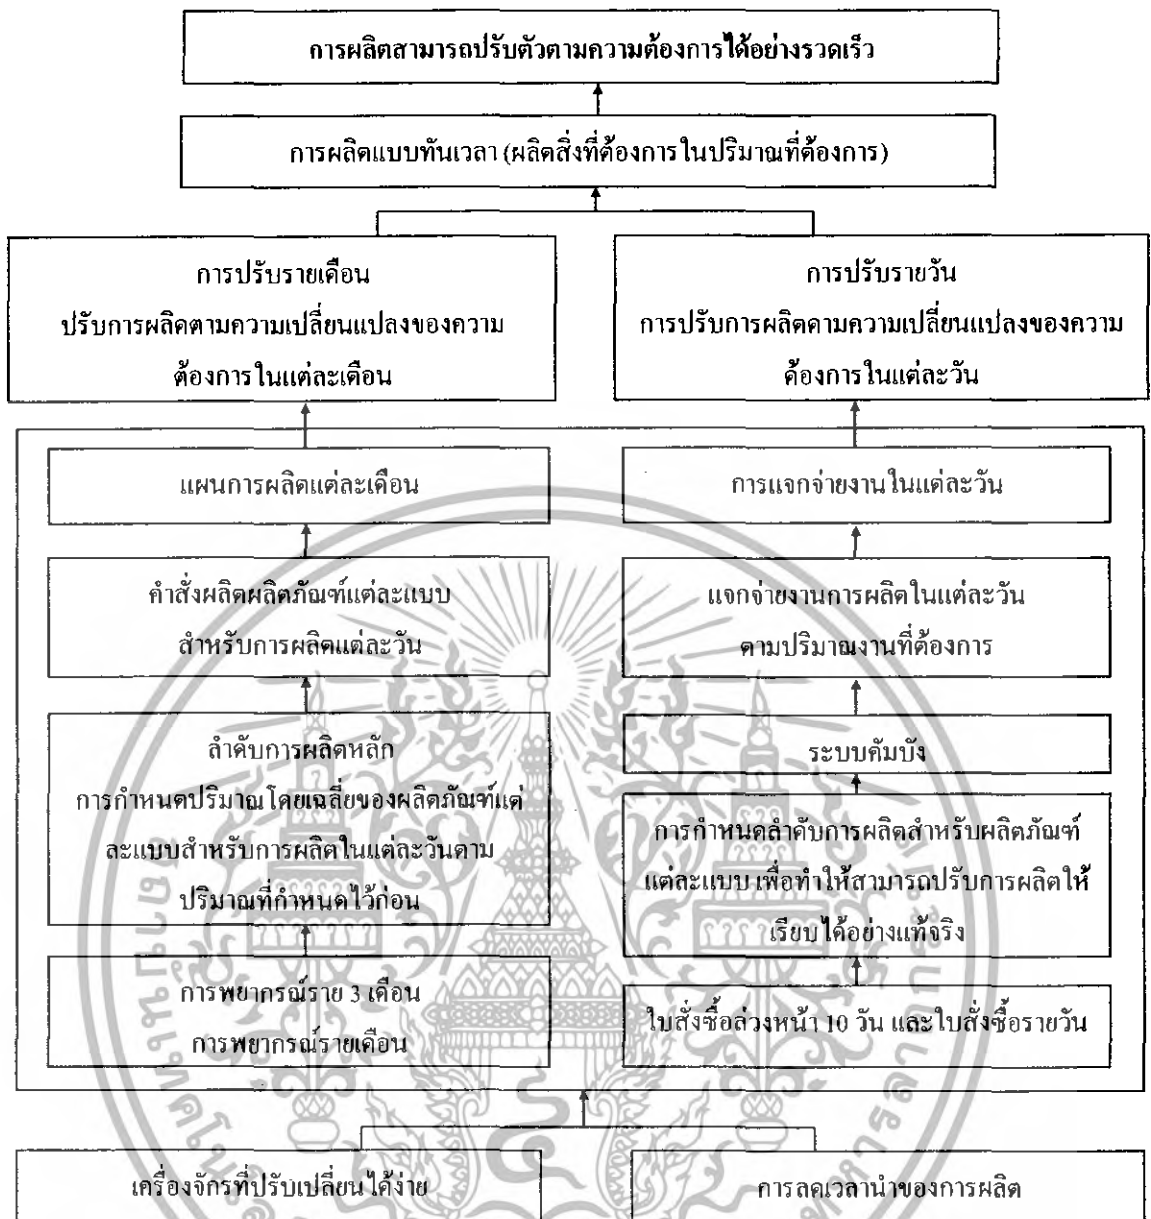 การผลิตสามารถปรับตัวตามความต้องการได้อย่างรวดเร็ว
การผลิตแบบทันเวลา (ผลิตสิ่งที่ต้องการในปริมาณที่ต้องการ)
การปรับรายเดือน
ปรับการผลิตตามความเปลี่ยนแปลงของความ
ต้องการในแต่ละเดือน
การปรับรายวัน
การปรับการผลิตตามความเปลี่ยนแปลงของความ
ต้องการในแต่ละวัน
แผนการผลิตแต่ละเดือน
คำสั่งผลิตผลิตภัณฑ์แต่ละแบบ
สำหรับการผลิตแต่ละวัน
ลำดับการผลิตหลัก
การกำหนดปริมาณโดยเฉลี่ยของผลิตภัณฑ์แต่
ละแบบสำหรับการผลิตในแต่ละวันตาม
ปริมาณที่กำหนดไว้ก่อน
การพยากรณ์ราย 3 เดือน
การพยากรณ์รายเดือน
การแจกจ่ายงานในแต่ละวัน
แจกจ่ายงานการผลิตในแต่ละวัน
ตามปริมาณงานที่ต้องการ
ระบบคัมบัง
การกำหนดลำดับการผลิตสำหรับผลิตภัณฑ์
แต่ละแบบ เพื่อทำให้สามารถปรับการผลิตให้
เรียบได้อย่างแท้จริง
ใบสั่งซื้อล่วงหน้า 10 วัน และใบสั่งซื้อรายวัน
เครื่องจักรที่ปรับเปลี่ยนได้ง่าย
การลดเวลานำของการผลิต